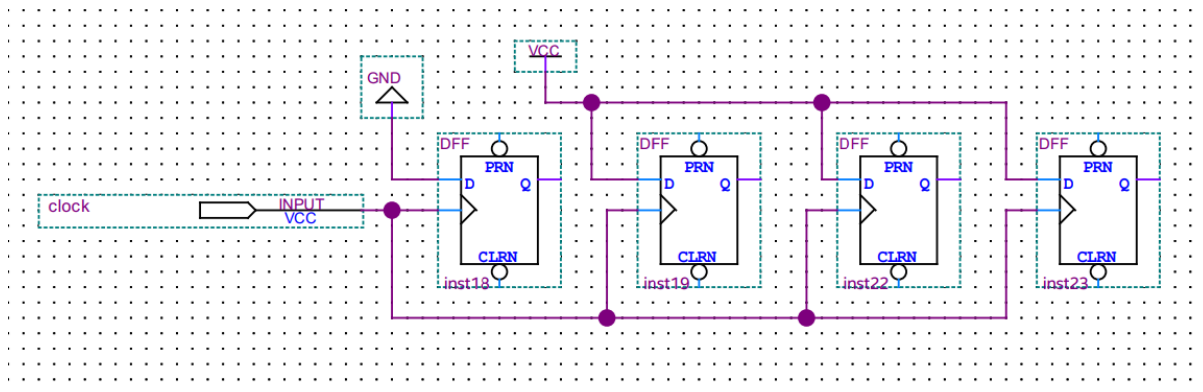 VCC
GND
DFF
PRN
D
Q
CLRN
inst18
DFF
PRN
D
Q
CLRN
inst19
DFF
PRN
D
Q
CLRN
inst22
DFF
PRN
D
Q
CLRN
inst23
clock
INPUT
VCC